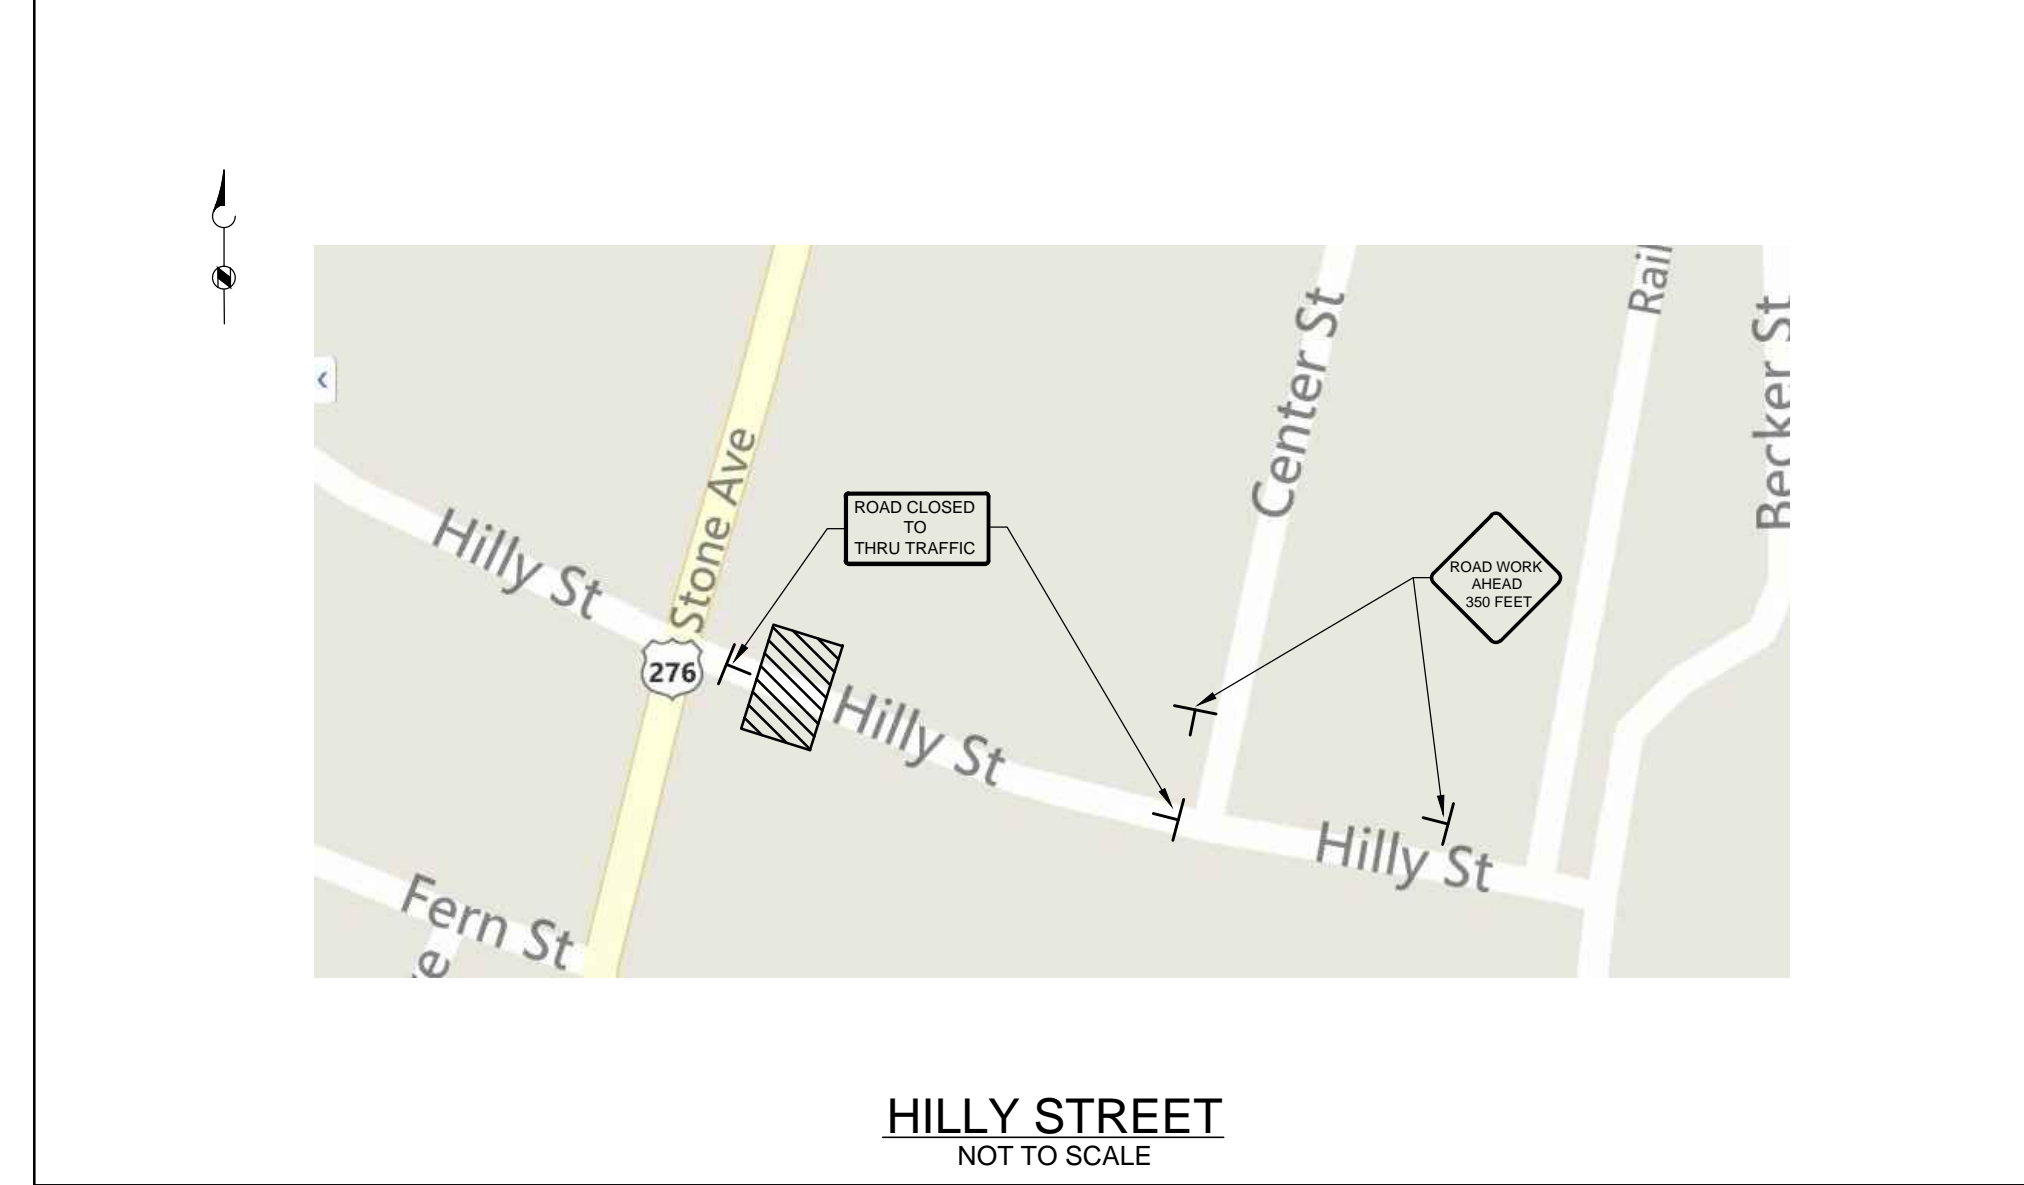 Rail
Center St
Becker St
Stone Ave
ROAD CLOSED
TO
THRU TRAFFIC
Hilly St
ROAD WORK
AHEAD
350 FEET
276
Hilly St
Hilly St
Fern St
e
HILLY STREET
NOT TO SCALE